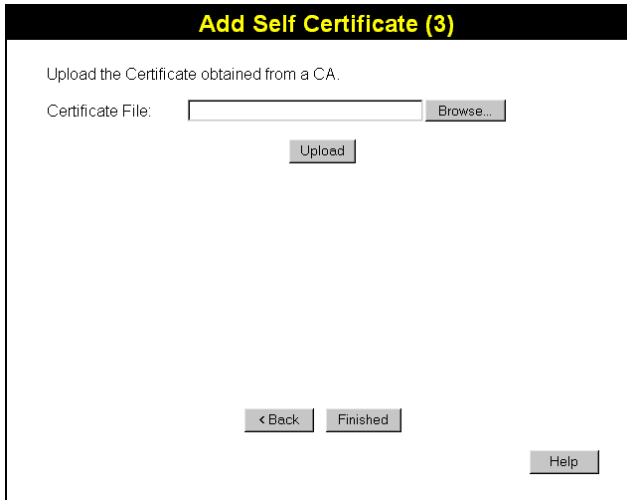 Add Self Certificate (3)
Upload the Certificate obtained from a CA.
Certificate File: Browse...
Upload
< Back Finished
Help